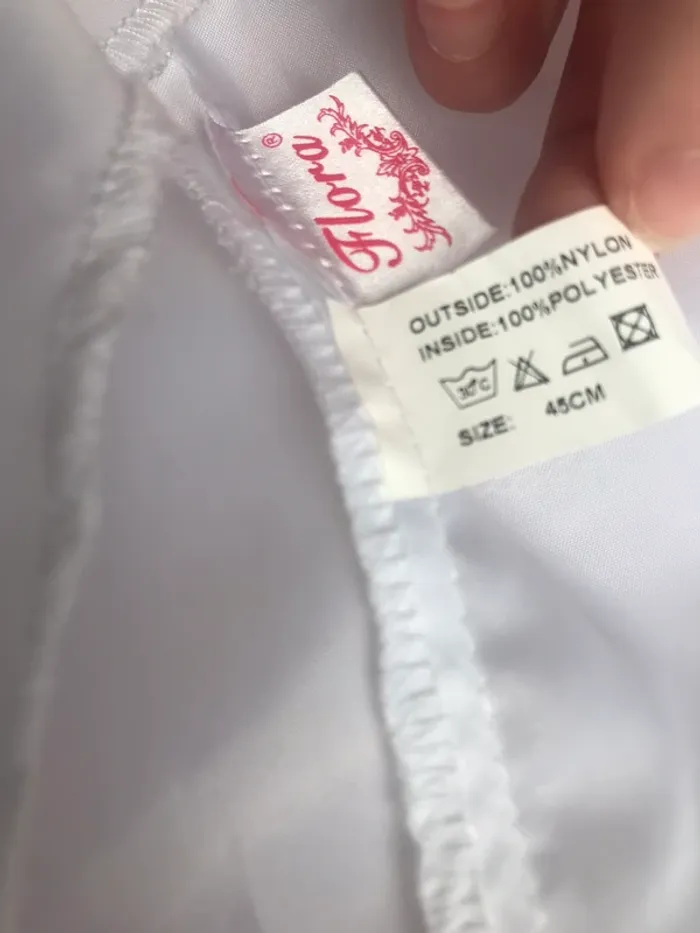 Flora ®
OUTSIDE:100%NYLON
INSIDE:100%POLYESTER
30°C
SIZE: 45CM